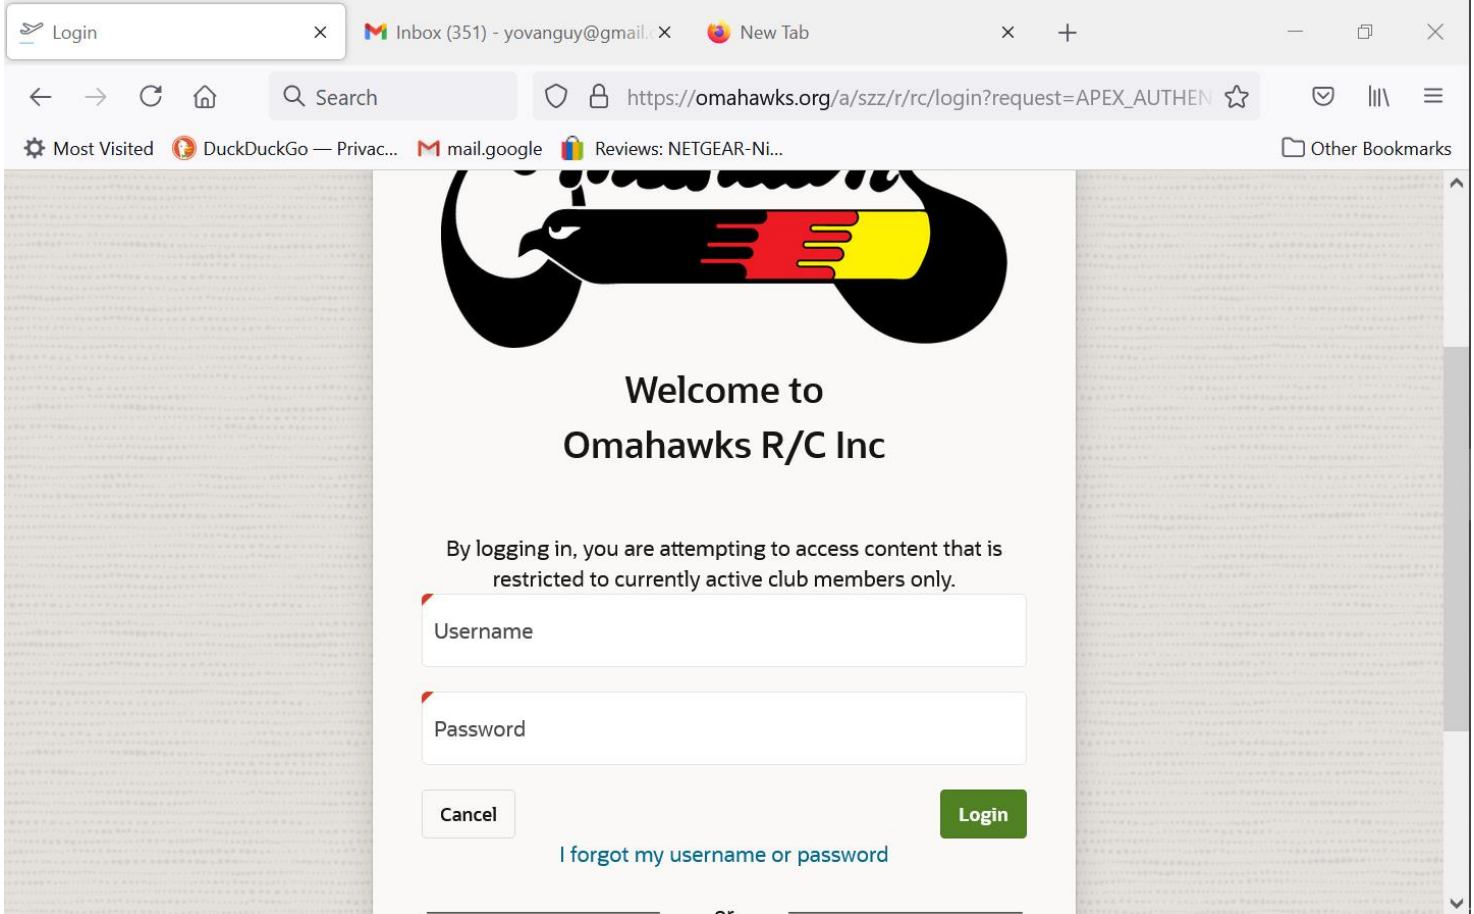 Login
Inbox (351) - yovanguy@gmail.c
New Tab
Search
https://omahawks.org/a/szz/r/rc/login?request=APEX_AUTHEN
Most Visited
DuckDuckGo — Privac...
mail.google
Reviews: NETGEAR-Ni...
Other Bookmarks
Welcome to
Omahawks R/C Inc
By logging in, you are attempting to access content that is
restricted to currently active club members only.
Username
Password
Cancel
Login
I forgot my username or password
or